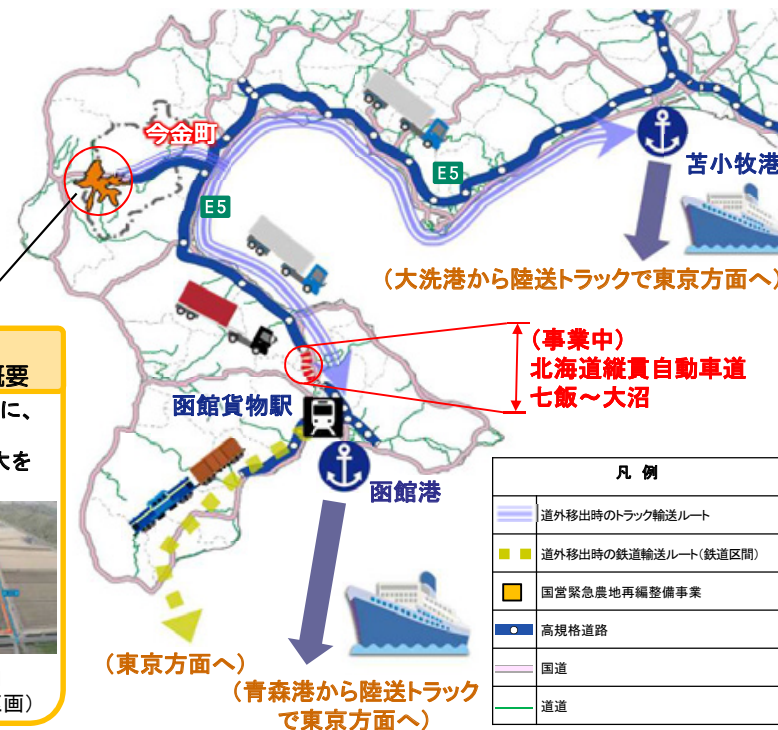 今金町
E5
E5
苫小牧港
(大洗港から陸送トラックで東京方面へ)
(事業中)
北海道縦貫自動車道
七飯～大沼
函館貨物駅
函館港
概要
に、
大を
画)
(東京方面へ)
(青森港から陸送トラック
で東京方面へ)
凡 例
道外移出時のトラック輸送ルート
道外移出時の鉄道輸送ルート(鉄道区間)
国営緊急農地再編整備事業
高規格道路
国道
道道